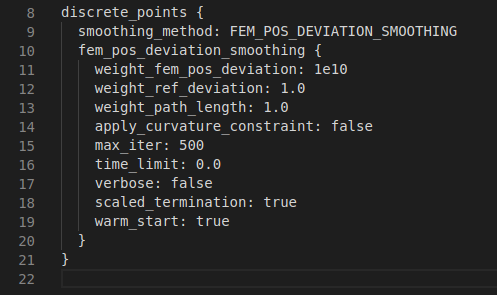 8 discrete_points {
9 smoothing_method: FEM_POS_DEVIATION_SMOOTHING
10 fem_pos_deviation_smoothing {
11 weight_fem_pos_deviation: 1e10
12 weight_ref_deviation: 1.0
13 weight_path_length: 1.0
14 apply_curvature_constraint: false
15 max_iter: 500
16 time_limit: 0.0
17 verbose: false
18 scaled_termination: true
19 warm_start: true
20 }
21 }
22